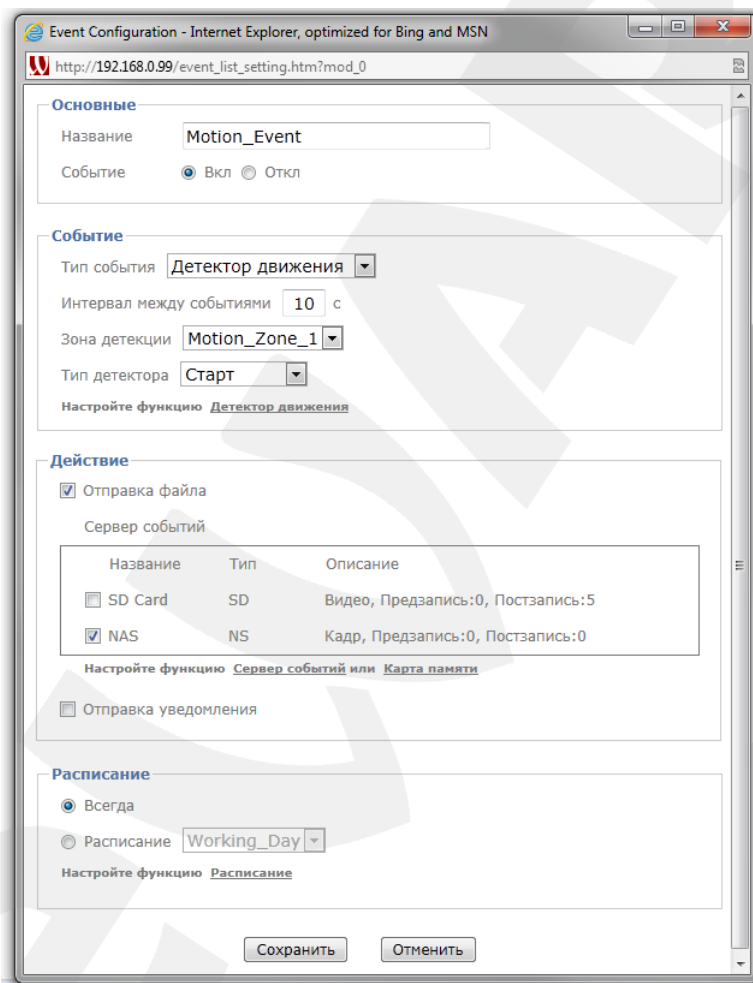 Event Configuration - Internet Explorer, optimized for Bing and MSN
http://192.168.0.99/event_list_setting.htm?mod_0
Основные
Название Motion_Event
Событие Вкл Откл
Событие
Тип события Детектор движения
Интервал между событиями 10 с
Зона детекции Motion_Zone_1
Тип детектора Старт
Настройте функцию Детектор движения
Действие
Отправка файла
Сервер событий
Название Тип Описание
SD Card SD Видео, Предзапись:0, Постзапись:5
NAS NS Кадр, Предзапись:0, Постзапись:0
Настройте функцию Сервер событий или Карта памяти
Отправка уведомления
Расписание
Всегда
Расписание Working_Day
Настройте функцию Расписание
Сохранить Отменить